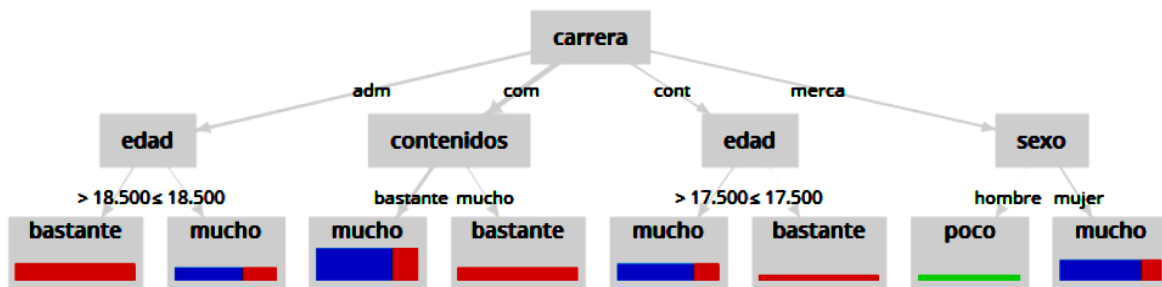 carrera
adm com cont merca
edad contenidos edad sexo
> 18.500 ≤ 18.500 bastante mucho > 17.500 ≤ 17.500 hombre mujer
bastante mucho mucho bastante mucho bastante poco mucho